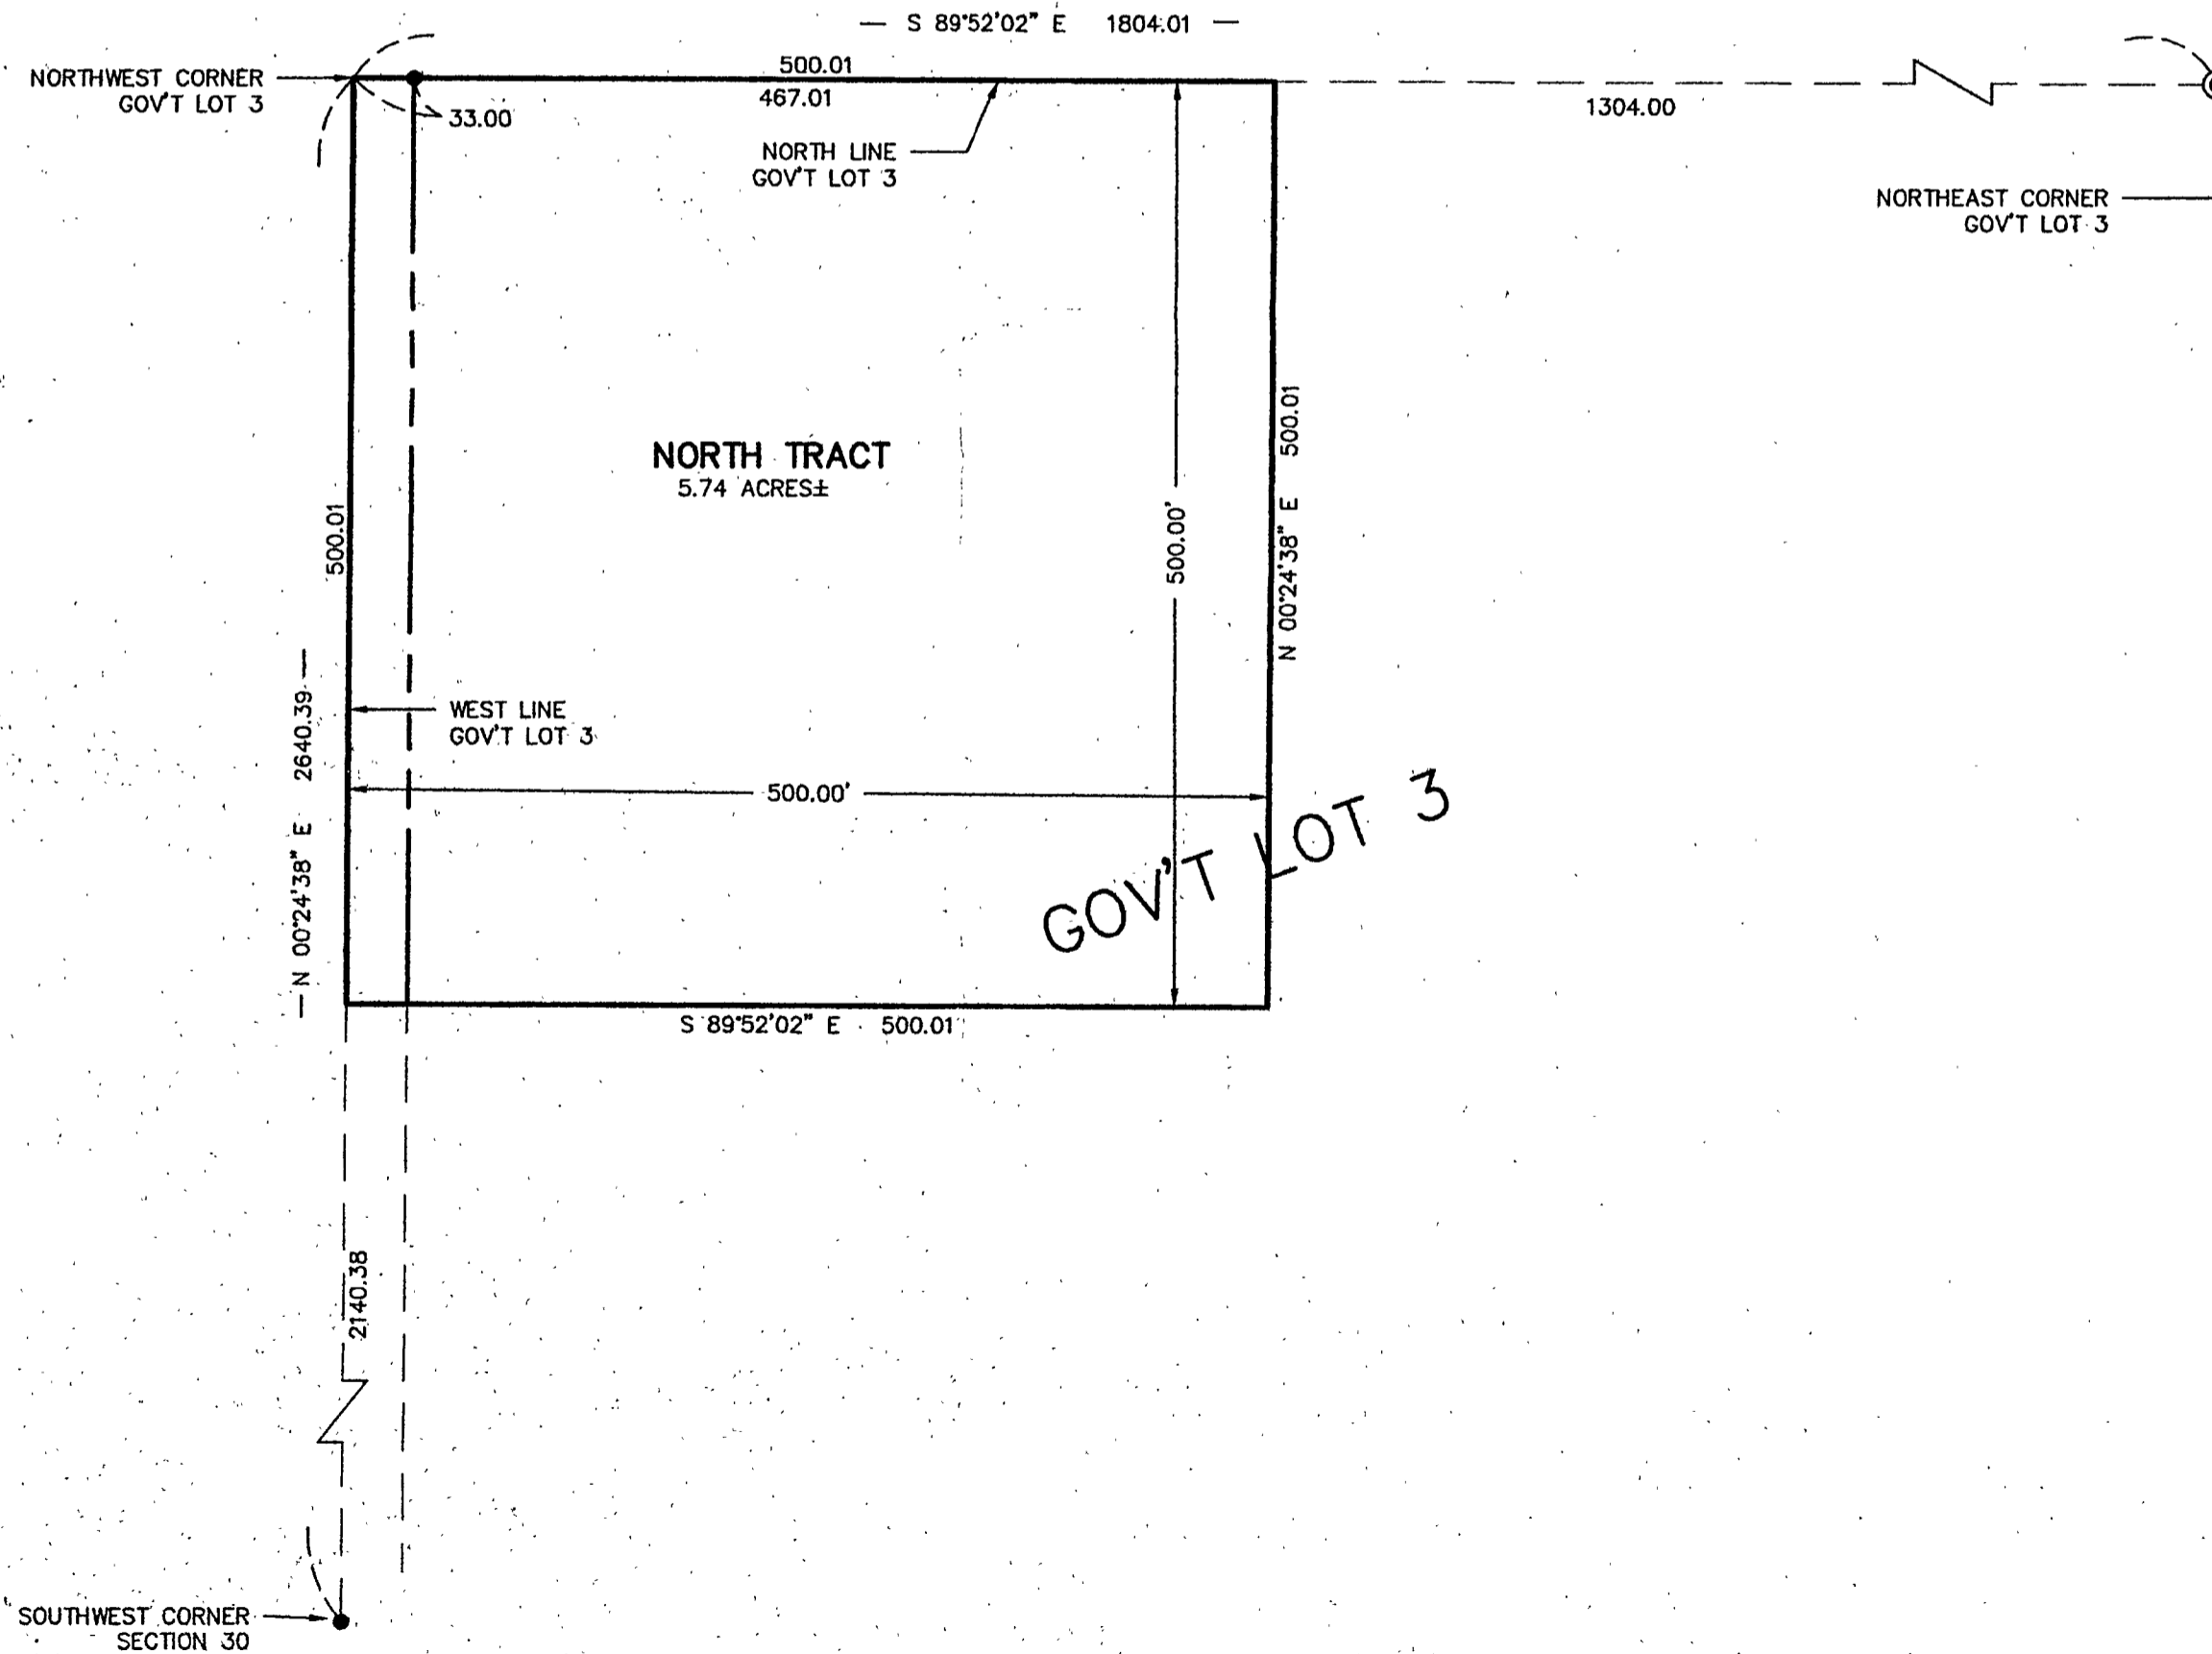 — S 89°52'02" E 1804.01 —
NORTHWEST CORNER
GOV'T LOT 3
500.01
467.01
33.00
1304.00
NORTH LINE
GOV'T LOT 3
NORTHEAST CORNER
GOV'T LOT 3
NORTH TRACT
5.74 ACRES±
500.01
500.00'
N 00°24'38" E 500.01
WEST LINE
GOV'T LOT 3
— N 00°24'38" E 2640.39 —
500.00'
GOV'T LOT 3
S 89°52'02" E 500.01
2140.38
SOUTHWEST CORNER
SECTION 30